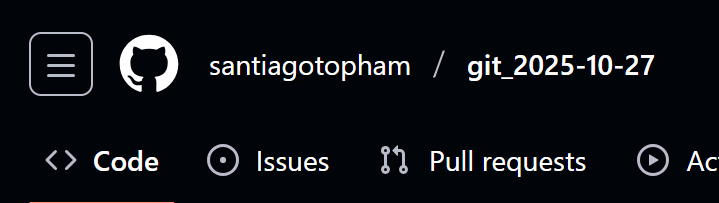 santiagotopham / git_2025-10-27
Code Issues Pull requests